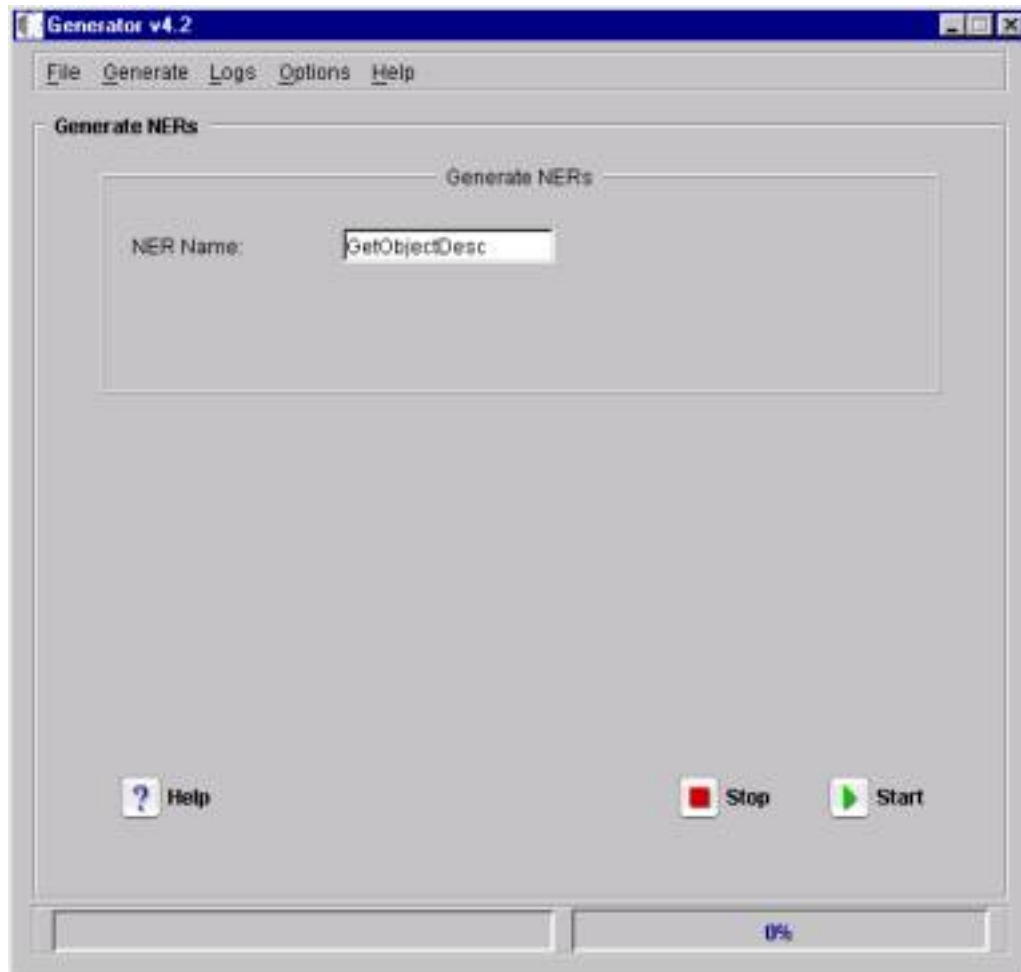 Generator v4.2
File Generate Logs Options Help
Generate NERs
Generate NERs
NER Name: GetObjectDesc
? Help Stop Start
0%